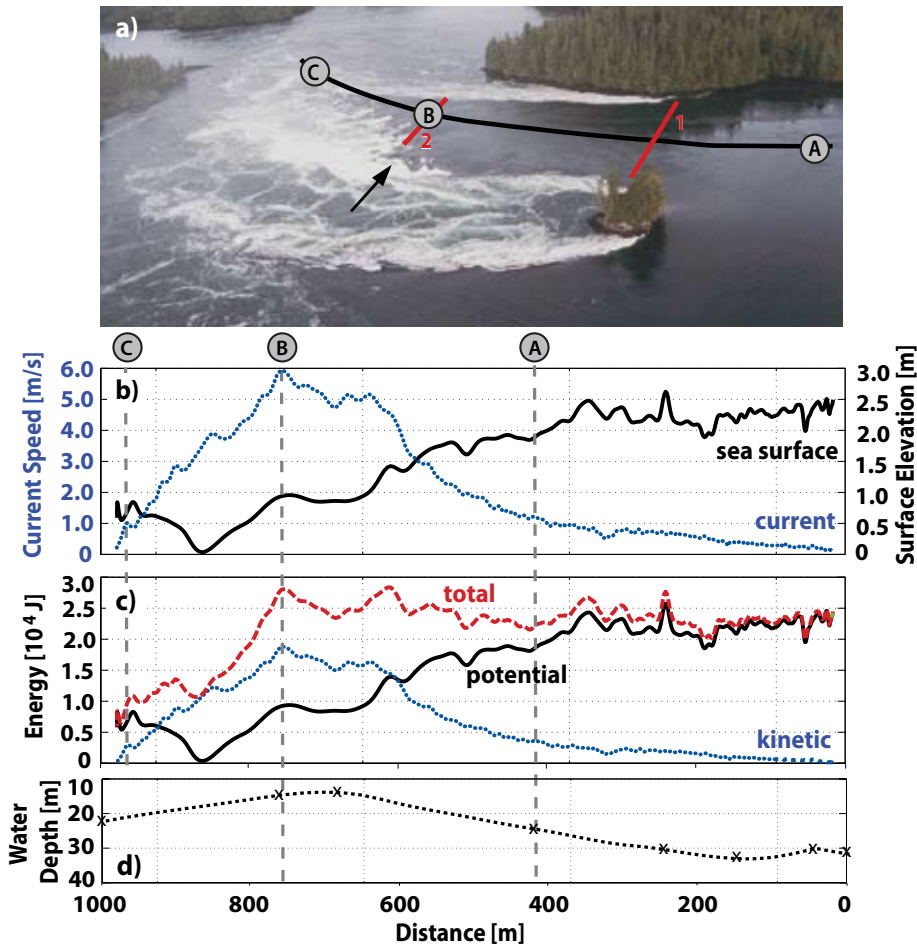 a)
C
B
2
1
A
C
B
A
b)
Current Speed [m/s]
6.0
5.0
4.0
3.0
2.0
1.0
0
3.0
2.5
2.0
1.5
1.0
0.5
0
Surface Elevation [m]
sea surface
current
c)
Energy [10⁴ J]
3.0
2.5
2.0
1.5
1.0
0.5
0
total
potential
kinetic
Water
Depth [m]
10
20
30
40
d)
1000 800 600 400 200 0
Distance [m]